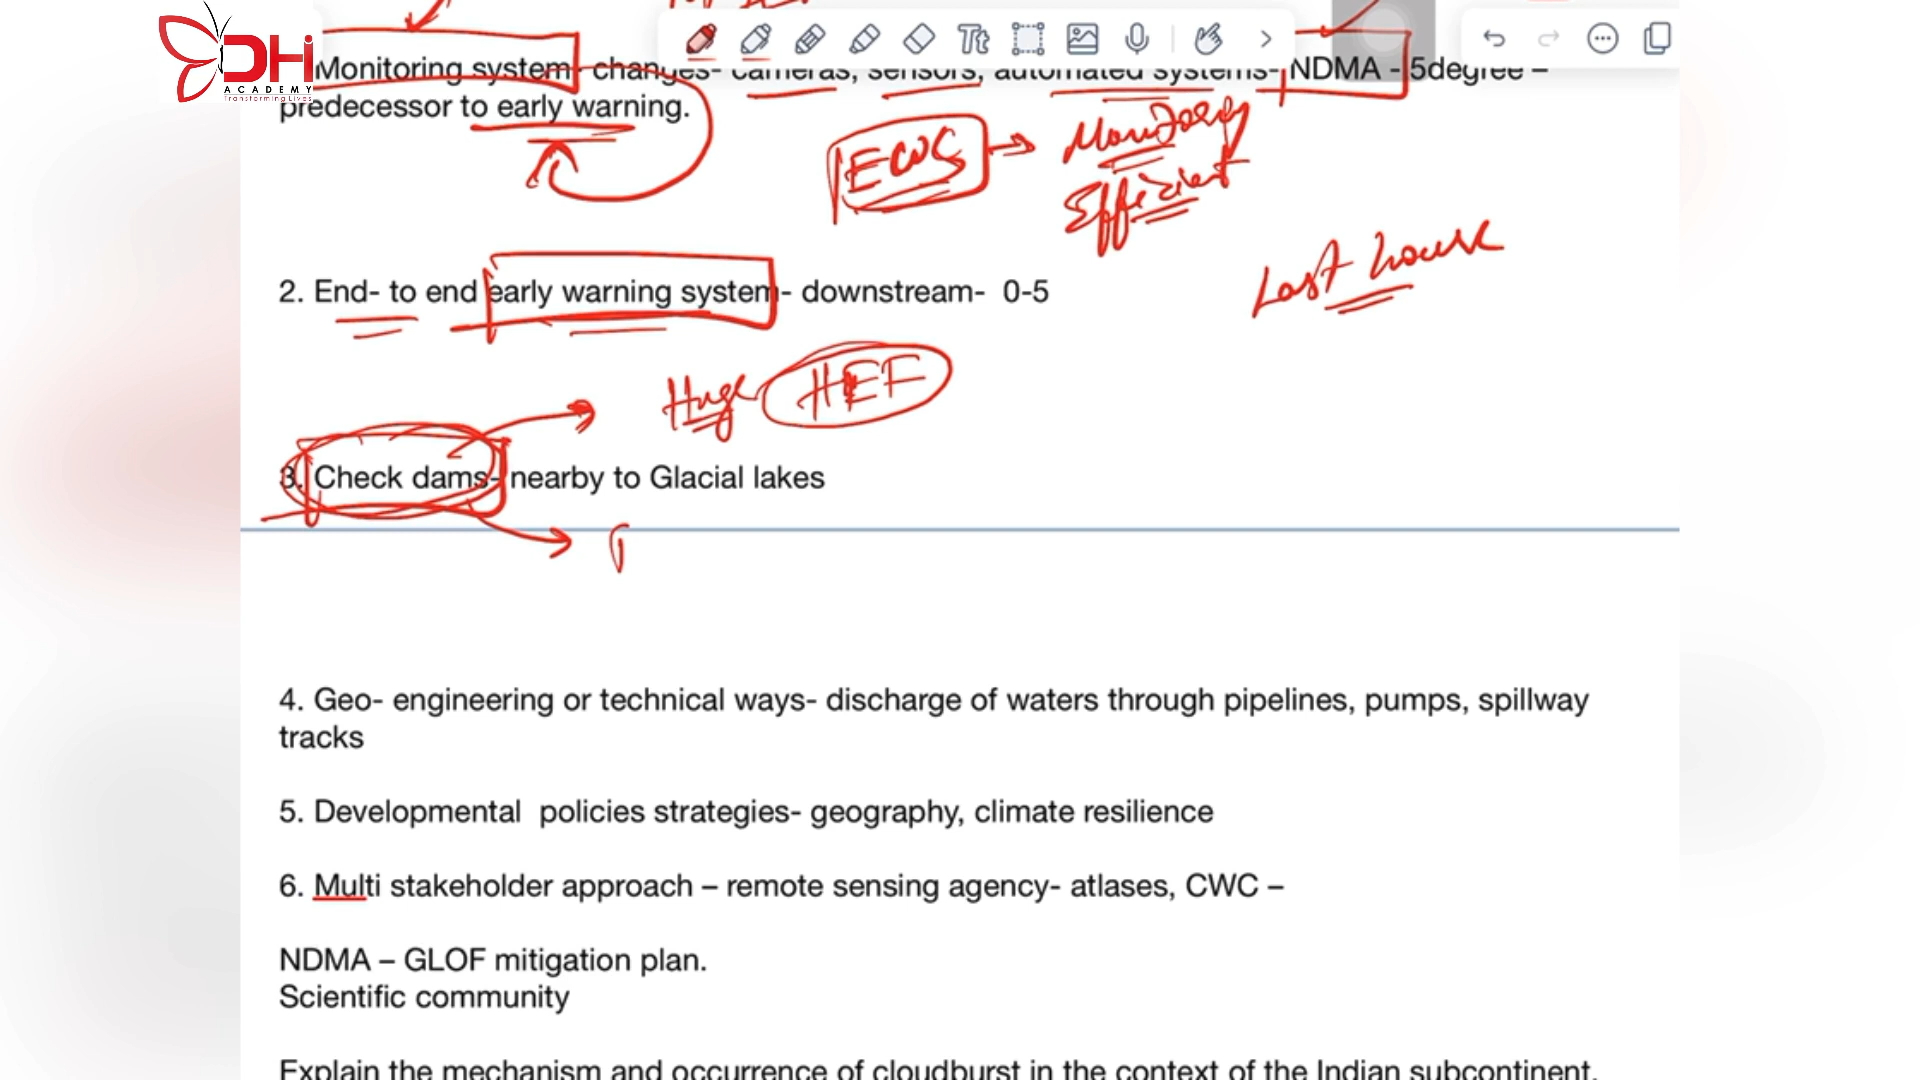 DHi
ACADEMY
Transforming Lives
Monitoring system- changes- cameras, sensors, automated systems- NDMA - 5degree –
predecessor to early warning.
EWS → Monitoring
Efficient
Last house
2. End- to end early warning system- downstream- 0-5
Huge HEF
3. Check dams- nearby to Glacial lakes
4. Geo- engineering or technical ways- discharge of waters through pipelines, pumps, spillway
tracks
5. Developmental policies strategies- geography, climate resilience
6. Multi stakeholder approach – remote sensing agency- atlases, CWC –
NDMA – GLOF mitigation plan.
Scientific community
Explain the mechanism and occurrence of cloudburst in the context of the Indian subcontinent.